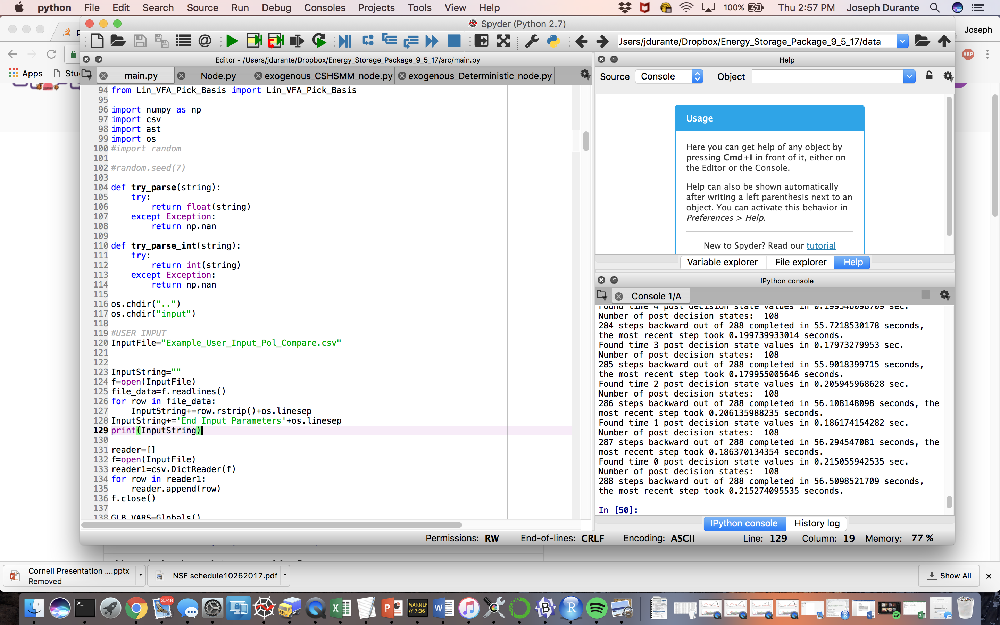 python File Edit Search Source Run Debug Consoles Projects Tools View Help 100% Thu 2:57 PM Joseph Durante
Spyder (Python 2.7)
Joseph
Jsers/jdurante/Dropbox/Energy_Storage_Package_9_5_17/data
ABP
Apps
Editor - /Users/jdurante/Dropbox/Energy_Storage_Package_9_5_17/src/main.py
main.py Node.py exogenous_CSHSMM_node.py exogenous_Deterministic_node.py
94 from Lin_VFA_Pick_Basis import Lin_VFA_Pick_Basis
95
96 import numpy as np
97 import csv
98 import ast
99 import os
100 #import random
101
102 #random.seed(7)
103
104 def try_parse(string):
105     try:
106         return float(string)
107     except Exception:
108         return np.nan
109
110 def try_parse_int(string):
111     try:
112         return int(string)
113     except Exception:
114         return np.nan
115
116 os.chdir("..")
117 os.chdir("input")
118
119 #USER INPUT
120 InputFile="Example_User_Input_Pol_Compare.csv"
121
122
123 InputString=""
124 f=open(InputFile)
125 file_data=f.readlines()
126 for row in file_data:
127     InputString+=row.rstrip()+os.linesep
128 InputString+='End Input Parameters'+os.linesep
129 print(InputString)
130
131 reader=[]
132 f=open(InputFile)
133 reader1=csv.DictReader(f)
134 for row in reader1:
135     reader.append(row)
136 f.close()
137
138 GLB_VARS=Globals()
Help
Source Console Object
Usage
Here you can get help of any object by
pressing Cmd+I in front of it, either on
the Editor or the Console.
Help can also be shown automatically
after writing a left parenthesis next to an
object. You can activate this behavior in
Preferences > Help.
New to Spyder? Read our tutorial
Variable explorer File explorer Help
IPython console
Console 1/A
Found time 4 post decision state values in 0.199546098709 sec.
Number of post decision states:  108
284 steps backward out of 288 completed in 55.7218530178 seconds,
the most recent step took 0.199739933014 seconds.
Found time 3 post decision state values in 0.17973279953 sec.
Number of post decision states:  108
285 steps backward out of 288 completed in 55.9018399715 seconds,
the most recent step took 0.179955005646 seconds.
Found time 2 post decision state values in 0.205945968628 sec.
Number of post decision states:  108
286 steps backward out of 288 completed in 56.108148098 seconds, the
most recent step took 0.206135988235 seconds.
Found time 1 post decision state values in 0.186174154282 sec.
Number of post decision states:  108
287 steps backward out of 288 completed in 56.294547081 seconds, the
most recent step took 0.186370134354 seconds.
Found time 0 post decision state values in 0.215055942535 sec.
Number of post decision states:  108
288 steps backward out of 288 completed in 56.5098521709 seconds,
the most recent step took 0.215274095535 seconds.
In [50]:
IPython console History log
Permissions: RW End-of-lines: CRLF Encoding: ASCII Line: 129 Column: 19 Memory: 77 %
Cornell Presentation ....pptx
Removed
NSF schedule10262017.pdf
Show All
3,748